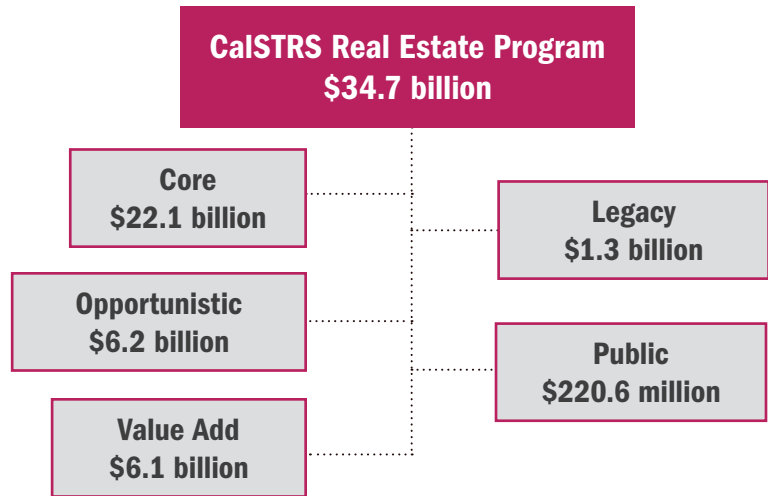 CalSTRS Real Estate Program
$34.7 billion
Core
$22.1 billion
Legacy
$1.3 billion
Opportunistic
$6.2 billion
Public
$220.6 million
Value Add
$6.1 billion